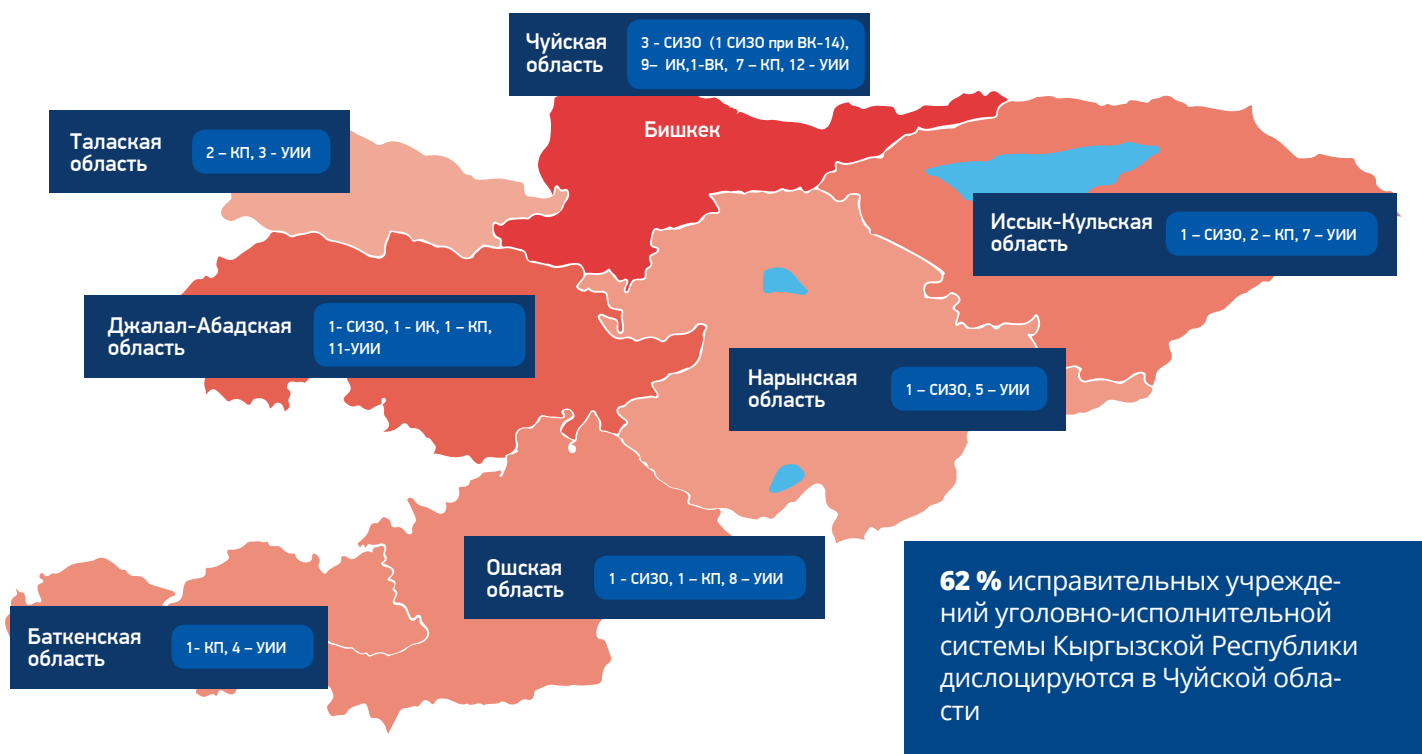 Чуйская
область
3 - СИЗО (1 СИЗО при ВК-14),
9– ИК,1-ВК, 7 – КП, 12 - УИИ
Бишкек
Талаская
область
2 – КП, 3 - УИИ
Иссык-Кульская
область
1 – СИЗО, 2 – КП, 7 – УИИ
Джалал-Абадская
область
1- СИЗО, 1 - ИК, 1 – КП,
11-УИИ
Нарынская
область
1 – СИЗО, 5 – УИИ
Ошская
область
1 - СИЗО, 1 – КП, 8 – УИИ
Баткенская
область
1- КП, 4 – УИИ
62 % исправительных учрежде-
ний уголовно-исполнительной
системы Кыргызской Республики
дислоцируются в Чуйской обла-
сти